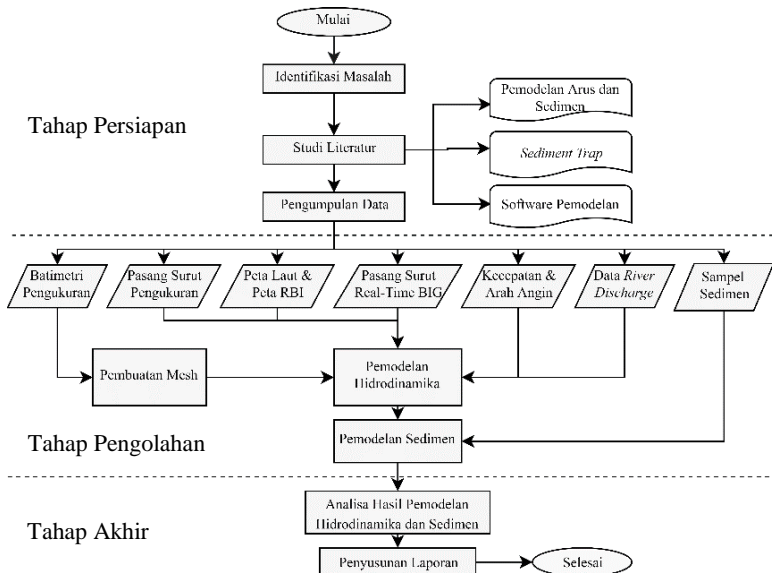 Mulai
Identifikasi Masalah
Tahap Persiapan
Studi Literatur
Pemodelan Arus dan
Sedimen
Sediment Trap
Software Pemodelan
Pengumpulan Data
Batimetri
Pengukuran
Pasang Surut
Pengukuran
Peta Laut &
Peta RBI
Pasang Surut
Real-Time BIG
Kecepatan &
Arah Angin
Data River
Discharge
Sampel
Sedimen
Pembuatan Mesh
Pemodelan
Hidrodinamika
Tahap Pengolahan
Pemodelan Sedimen
Tahap Akhir
Analisa Hasil Pemodelan
Hidrodinamika dan Sedimen
Penyusunan Laporan
Selesai